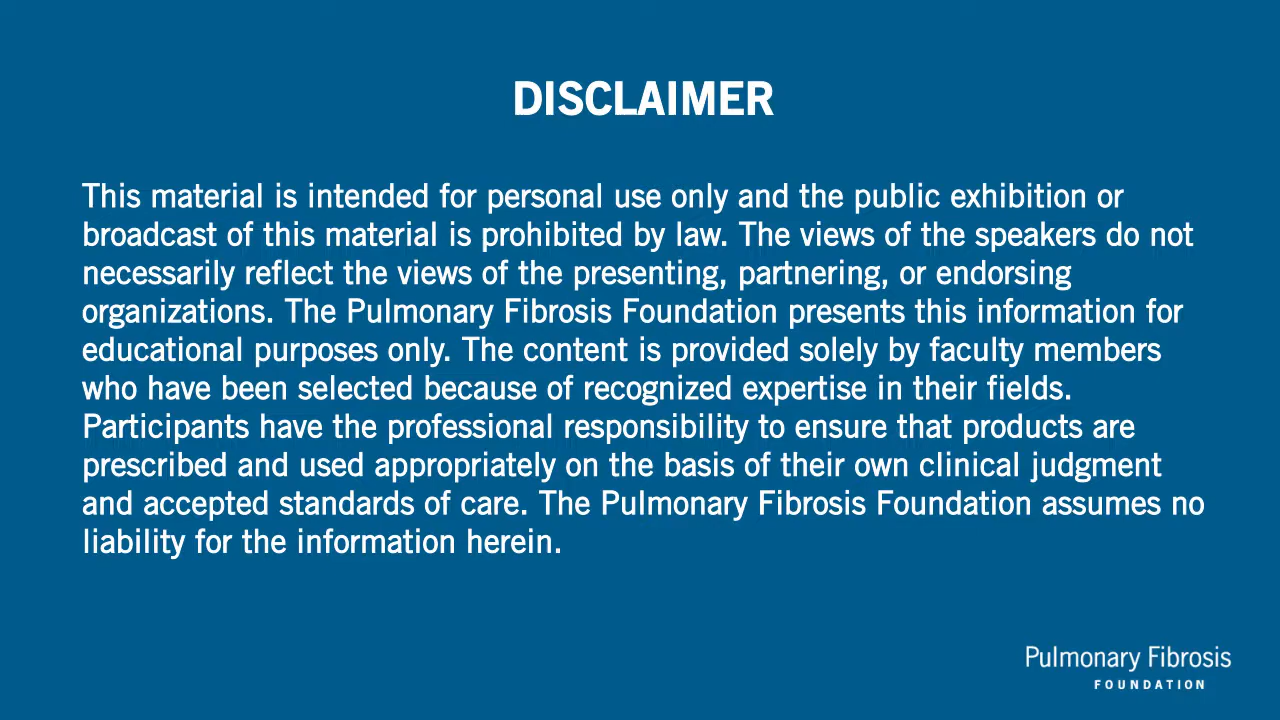 DISCLAIMER
This material is intended for personal use only and the public exhibition or
broadcast of this material is prohibited by law. The views of the speakers do not
necessarily reflect the views of the presenting, partnering, or endorsing
organizations. The Pulmonary Fibrosis Foundation presents this information for
educational purposes only. The content is provided solely by faculty members
who have been selected because of recognized expertise in their fields.
Participants have the professional responsibility to ensure that products are
prescribed and used appropriately on the basis of their own clinical judgment
and accepted standards of care. The Pulmonary Fibrosis Foundation assumes no
liability for the information herein.
Pulmonary Fibrosis
FOUNDATION